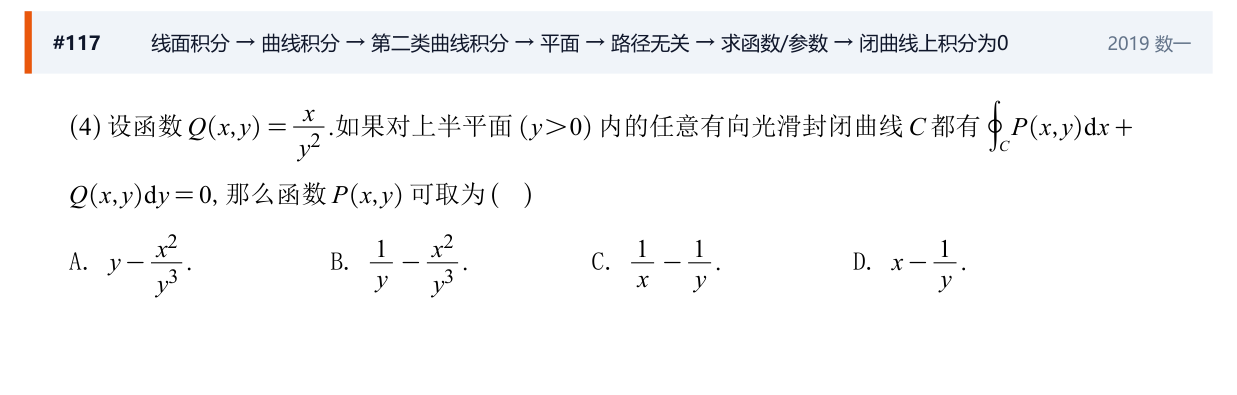 #117 线面积分 → 曲线积分 → 第二类曲线积分 → 平面 → 路径无关 → 求函数/参数 → 闭曲线上积分为0 2019 数一
(4) 设函数 Q(x,y) = x/y².如果对上半平面 (y>0) 内的任意有向光滑封闭曲线 C 都有 ∮_C P(x,y)dx +
Q(x,y)dy = 0, 那么函数 P(x,y) 可取为 ( )
A. y − x²/y³. B. 1/y − x²/y³. C. 1/x − 1/y. D. x − 1/y.